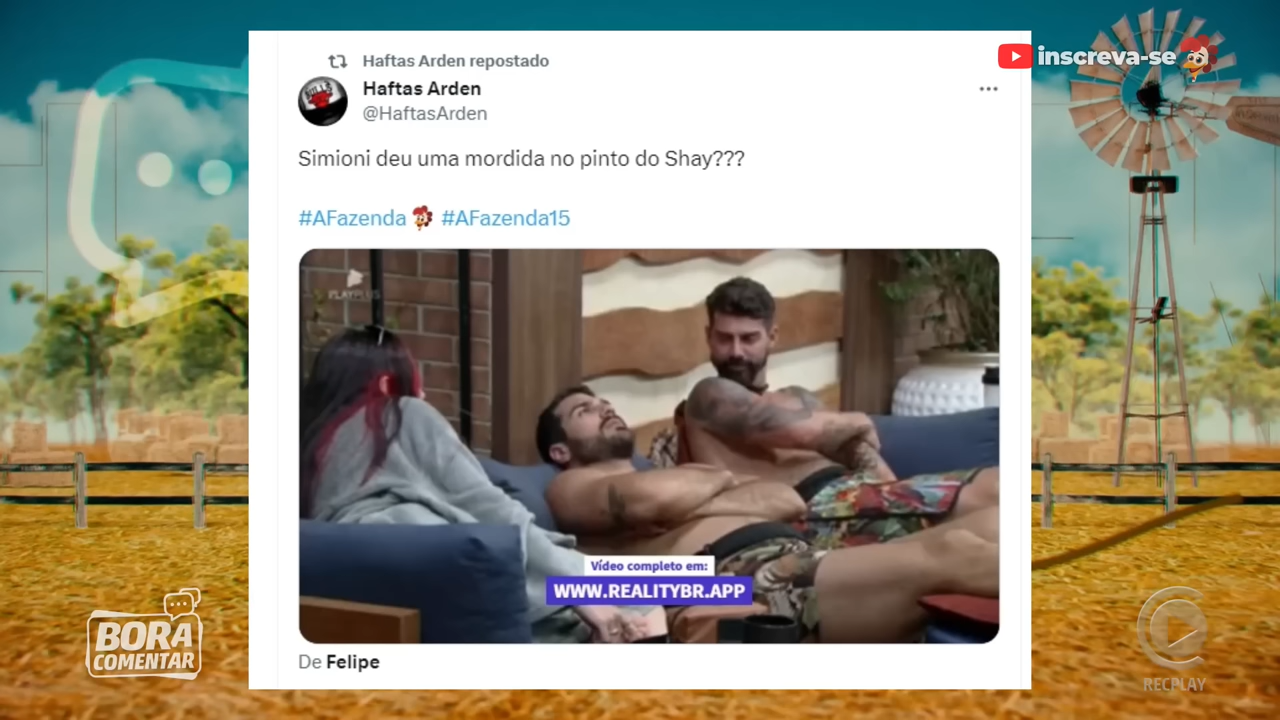 Haftas Arden repostado
Haftas Arden
@HaftasArden
inscreva-se
Simioni deu uma mordida no pinto do Shay???
#AFazenda #AFazenda15
PLAYPLUS
Vídeo completo em:
WWW.REALITYBR.APP
De Felipe
BORA
COMENTAR
RECPLAY